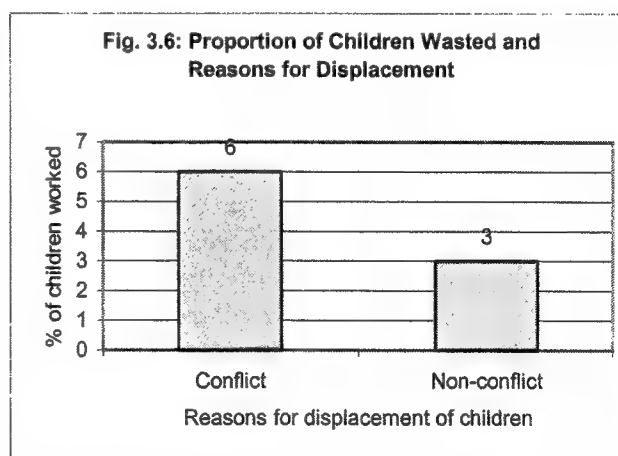 Fig. 3.6: Proportion of Children Wasted and
Reasons for Displacement
% of children worked
7
6
5
4
3
2
1
0
6
3
Conflict
Non-conflict
Reasons for displacement of children